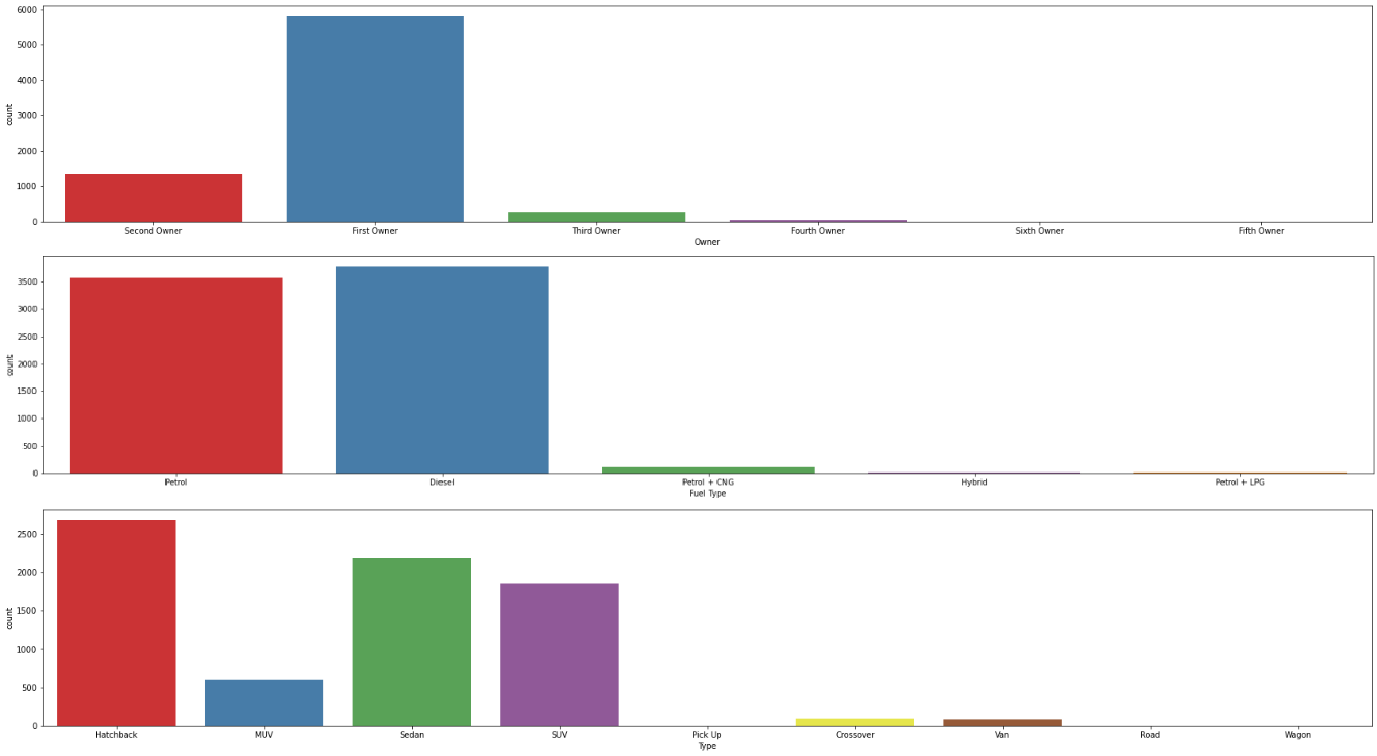 6000
5000
4000
3000
2000
1000
0
count
Second Owner First Owner Third Owner Fourth Owner Sixth Owner Fifth Owner
Owner
3500
3000
2500
2000
1500
1000
500
0
count
Petrol Diesel Petrol + CNG Hybrid Petrol + LPG
Fuel Type
2500
2000
1500
1000
500
0
count
Hatchback MUV Sedan SUV Pick Up Crossover Van Road Wagon
Type